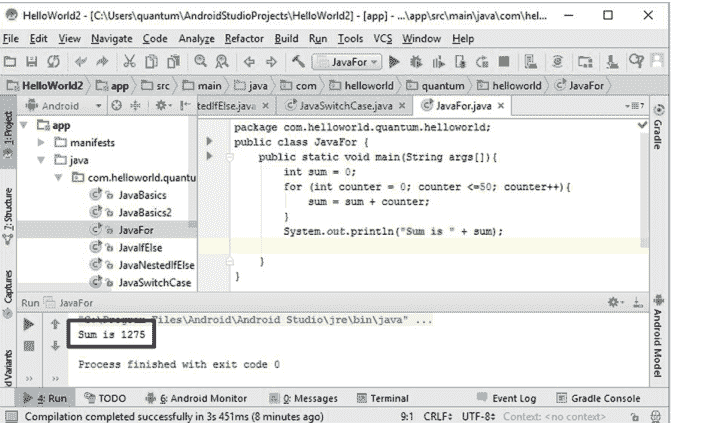 HelloWorld2 - [C:\Users\quantum\AndroidStudioProjects\HelloWorld2] - [app] - ...\app\src\main\java\com\hel...
File Edit View Navigate Code Analyze Refactor Build Run Tools VCS Window Help
JavaFor
HelloWorld2 app src main java com helloworld quantum helloworld JavaFor
Android tedIfElse.java JavaSwitchCase.java JavaFor.java
1: Project
7: Structure
Captures
d Variants
app
manifests
java
com.helloworld.quantu
JavaBasics
JavaBasics2
JavaFor
JavaIfElse
JavaNestedIfElse
JavaSwitchCase
package com.helloworld.quantum.helloworld;
public class JavaFor {
public static void main(String args[]){
int sum = 0;
for (int counter = 0; counter <=50; counter++){
sum = sum + counter;
}
System.out.println("Sum is " + sum);
}
}
Gradle
Android Model
Run JavaFor
"C:\Program Files\Android\Android Studio\jre\bin\java" ...
Sum is 1275
Process finished with exit code 0
4: Run TODO 6: Android Monitor 0: Messages Terminal Event Log Gradle Console
Compilation completed successfully in 3s 451ms (8 minutes ago) 9:1 CRLF UTF-8 Context: <no context>